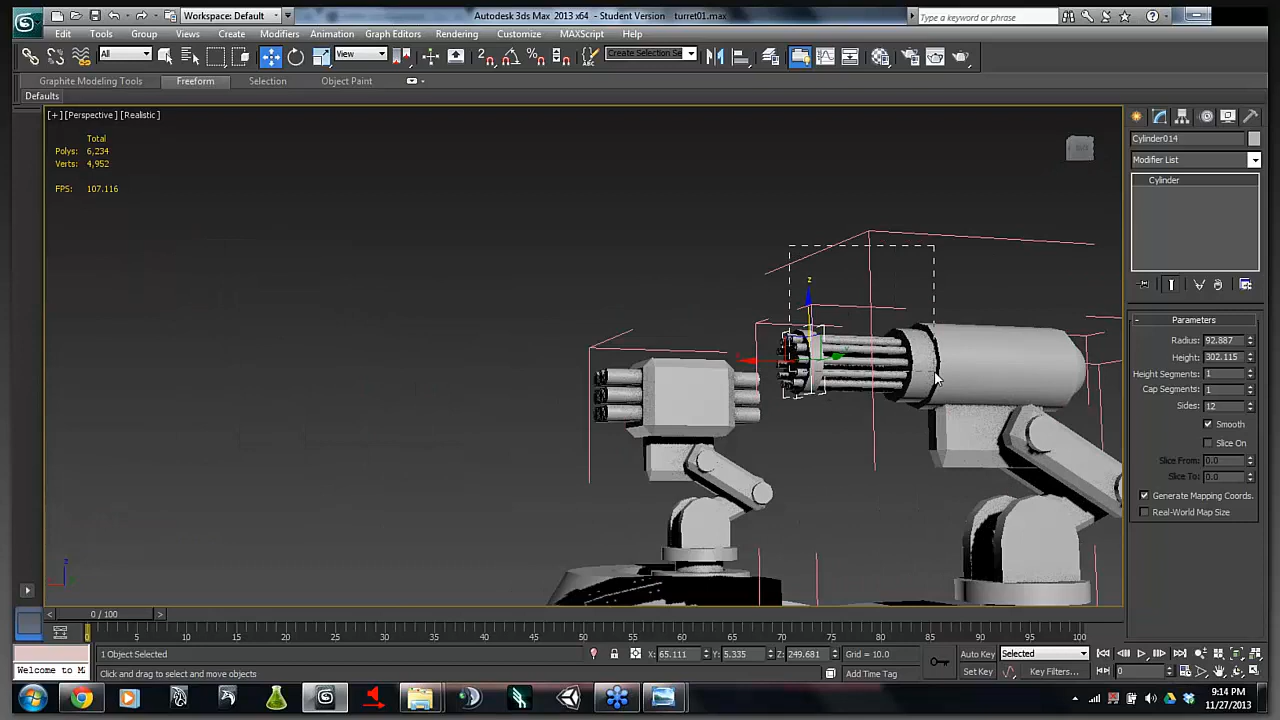 Workspace: Default
Autodesk 3ds Max 2013 x64 - Student Version turret01.max
Type a keyword or phrase
Edit Tools Group Views Create Modifiers Animation Graph Editors Rendering Customize MAXScript Help
All
View
Create Selection Se
Graphite Modeling Tools Freeform Selection Object Paint
Defaults
[+][Perspective][Realistic]
Total
Polys: 6,234
Verts: 4,952
FPS: 107.116
z
Cylinder014
Modifier List
Cylinder
Parameters
Radius: 92.887
Height: 302.115
Height Segments: 1
Cap Segments: 1
Sides: 12
Smooth
Slice On
Slice From: 0.0
Slice To: 0.0
Generate Mapping Coords.
Real-World Map Size
z
0 / 100
0 5 10 15 20 25 30 35 40 45 50 55 60 65 70 75 80 85 90 95 100
1 Object Selected
X: 65.111 Y: 5.335 Z: 249.681 Grid = 10.0
Auto Key Selected
Welcome to M
Click and drag to select and move objects
Add Time Tag
Set Key Key Filters... 0
9:14 PM
11/27/2013